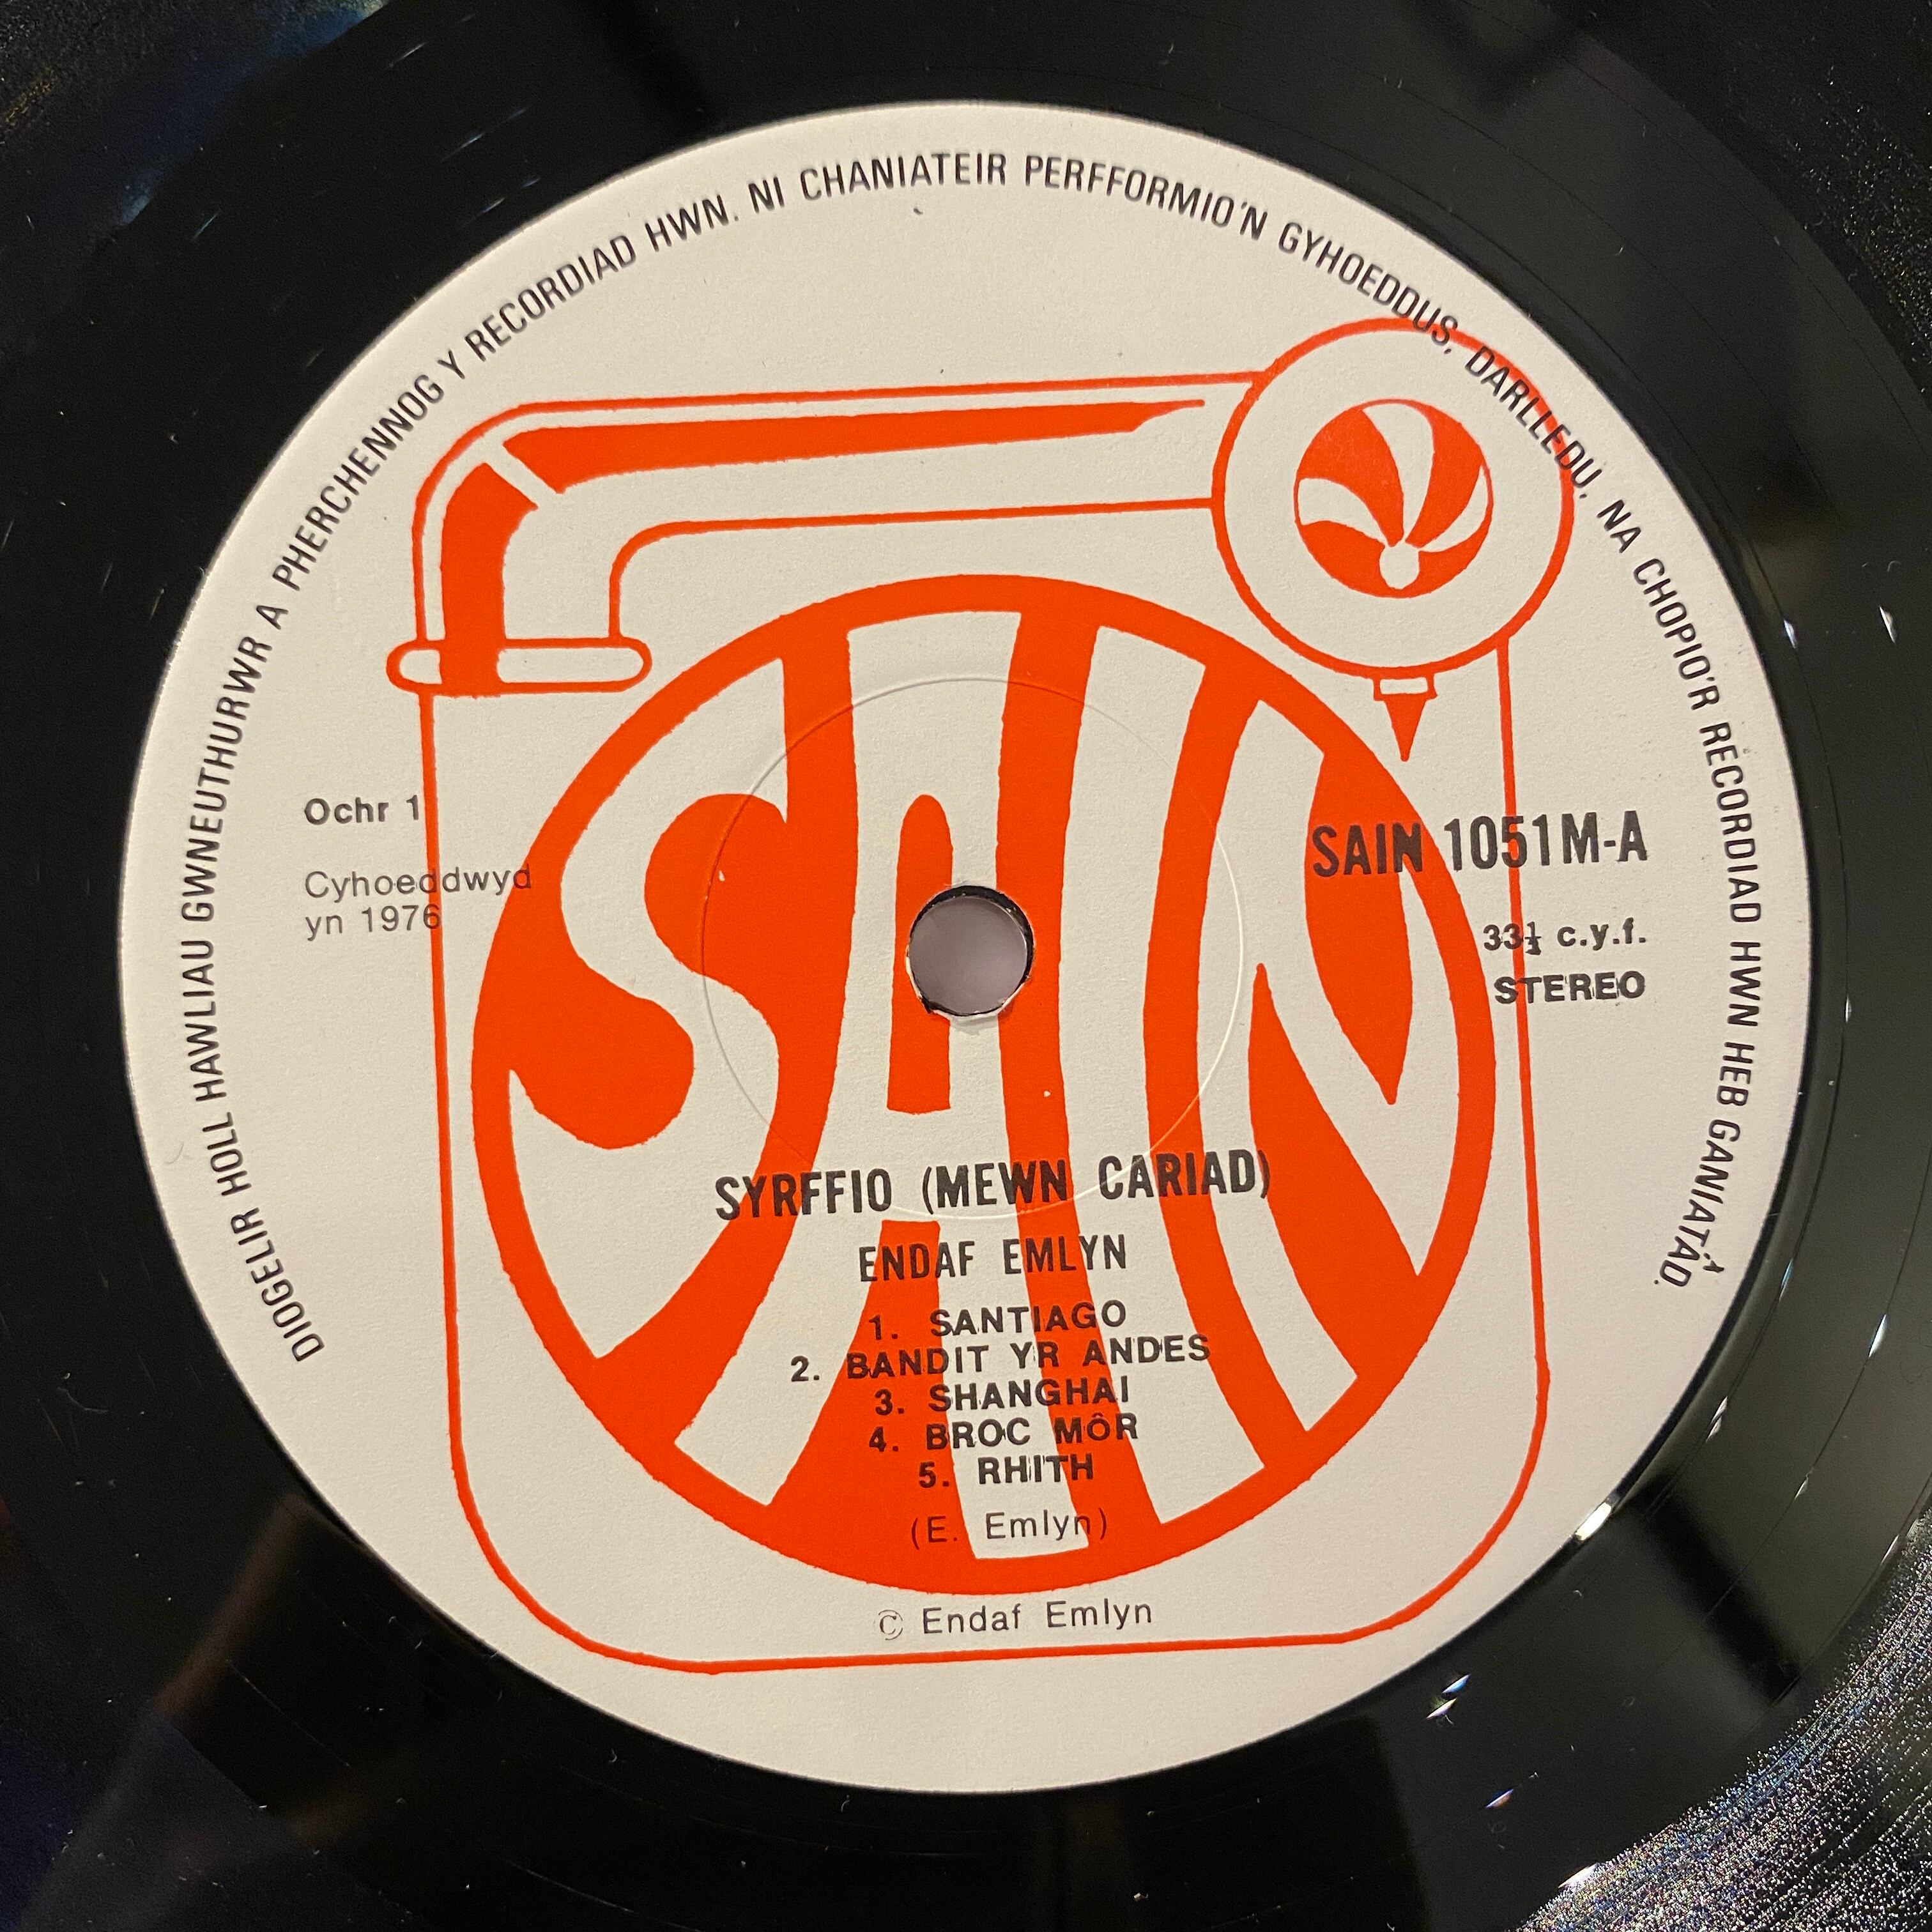 DIOGELIR HOLL HAWLIAU GWNEUTHURWR A PHERCHENNOG Y RECORDIAD HWN. NI CHANIATEIR PERFFORMIO'N GYHOEDDUS, DARLLEDU, NA CHOPIO'R RECORDIAD HWN HEB GANIATÂD.
SAIN
Ochr 1
Cyhoeddwyd
yn 1976
SAIN 1051M-A
33⅓ c.y.f.
STEREO
SYRFFIO (MEWN CARIAD)
ENDAF EMLYN
1. SANTIAGO
2. BANDIT YR ANDES
3. SHANGHAI
4. BROC MÔR
5. RHITH
(E. Emlyn)
© Endaf Emlyn